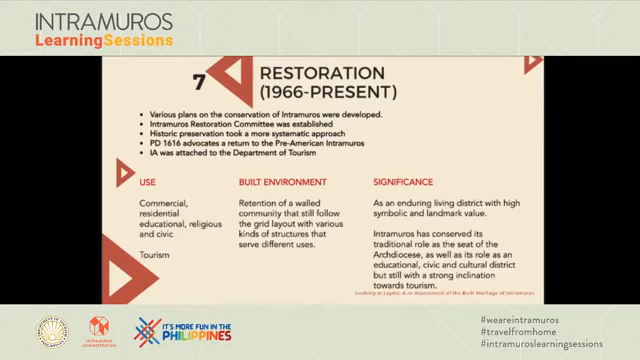 INTRAMUROS
Learning Sessions
7
RESTORATION
(1966-PRESENT)
• Various plans on the conservation of Intramuros were developed.
• Intramuros Restoration Committee was established
• Historic preservation took a more systematic approach
• PD 1616 advocates a return to the Pre-American Intramuros
• IA was attached to the Department of Tourism
USE
Commercial,
residential
educational, religious
and civic
Tourism
BUILT ENVIRONMENT
Retention of a walled
community that still follow
the grid layout with various
kinds of structures that
serve different uses.
SIGNIFICANCE
As an enduring living district with high
symbolic and landmark value.
Intramuros has conserved its
traditional role as the seat of the
Archdiocese, as well as its role as an
educational, civic and cultural district
but still with a strong inclination
towards tourism.
Looking at Layers: A re-Assessment of the Built Heritage of Intramuros
INTRAMUROS
ADMINISTRATION
IT'S MORE FUN IN THE
PHILIPPINES
#weareintramuros
#travelfromhome
#intramuroslearningsessions